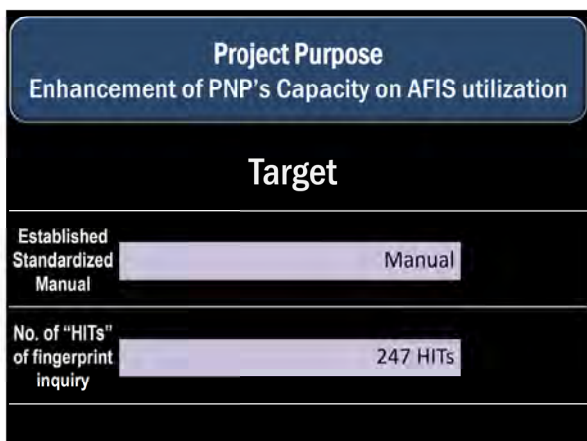 Project Purpose
Enhancement of PNP's Capacity on AFIS utilization
Target
Established
Standardized
Manual
Manual
No. of “HITs”
of fingerprint
inquiry
247 HITs